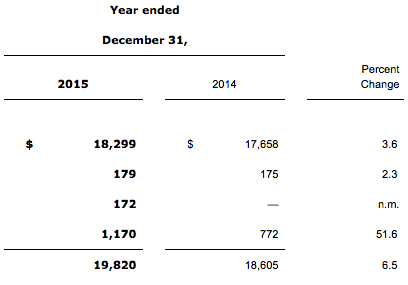 Year ended
December 31,
Percent
2015 2014 Change
$ 18,299 $ 17,658 3.6
179 175 2.3
172 — n.m.
1,170 772 51.6
19,820 18,605 6.5